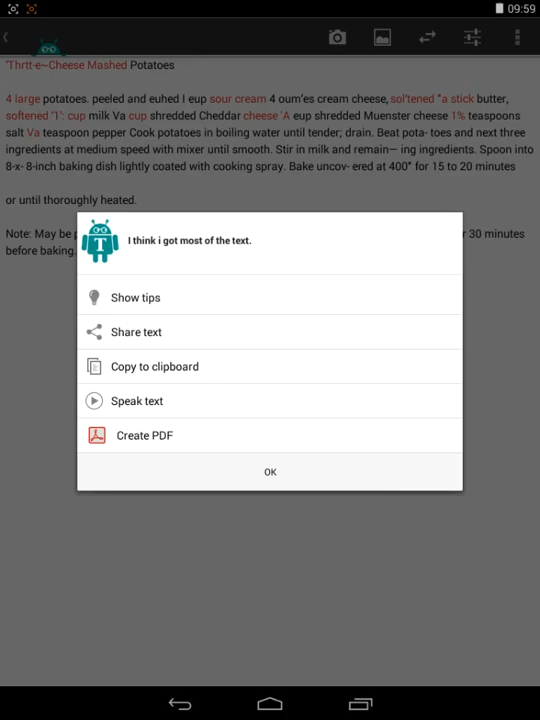 09:59
'Thrtt-e~Cheese Mashed Potatoes
4 large potatoes. peeled and euhed I eup sour cream 4 oum'es cream cheese, sol'tened "a stick butter,
softened '1': cup milk Va cup shredded Cheddar cheese 'A eup shredded Muenster cheese 1% teaspoons
salt Va teaspoon pepper Cook potatoes in boiling water until tender; drain. Beat pota- toes and next three
ingredients at medium speed with mixer until smooth. Stir in milk and remain— ing ingredients. Spoon into
8-x- 8-inch baking dish lightly coated with cooking spray. Bake uncov- ered at 400° for 15 to 20 minutes
or until thoroughly heated.
Note: May be r 30 minutes
before baking.
T
I think i got most of the text.
Show tips
Share text
Copy to clipboard
Speak text
Create PDF
OK